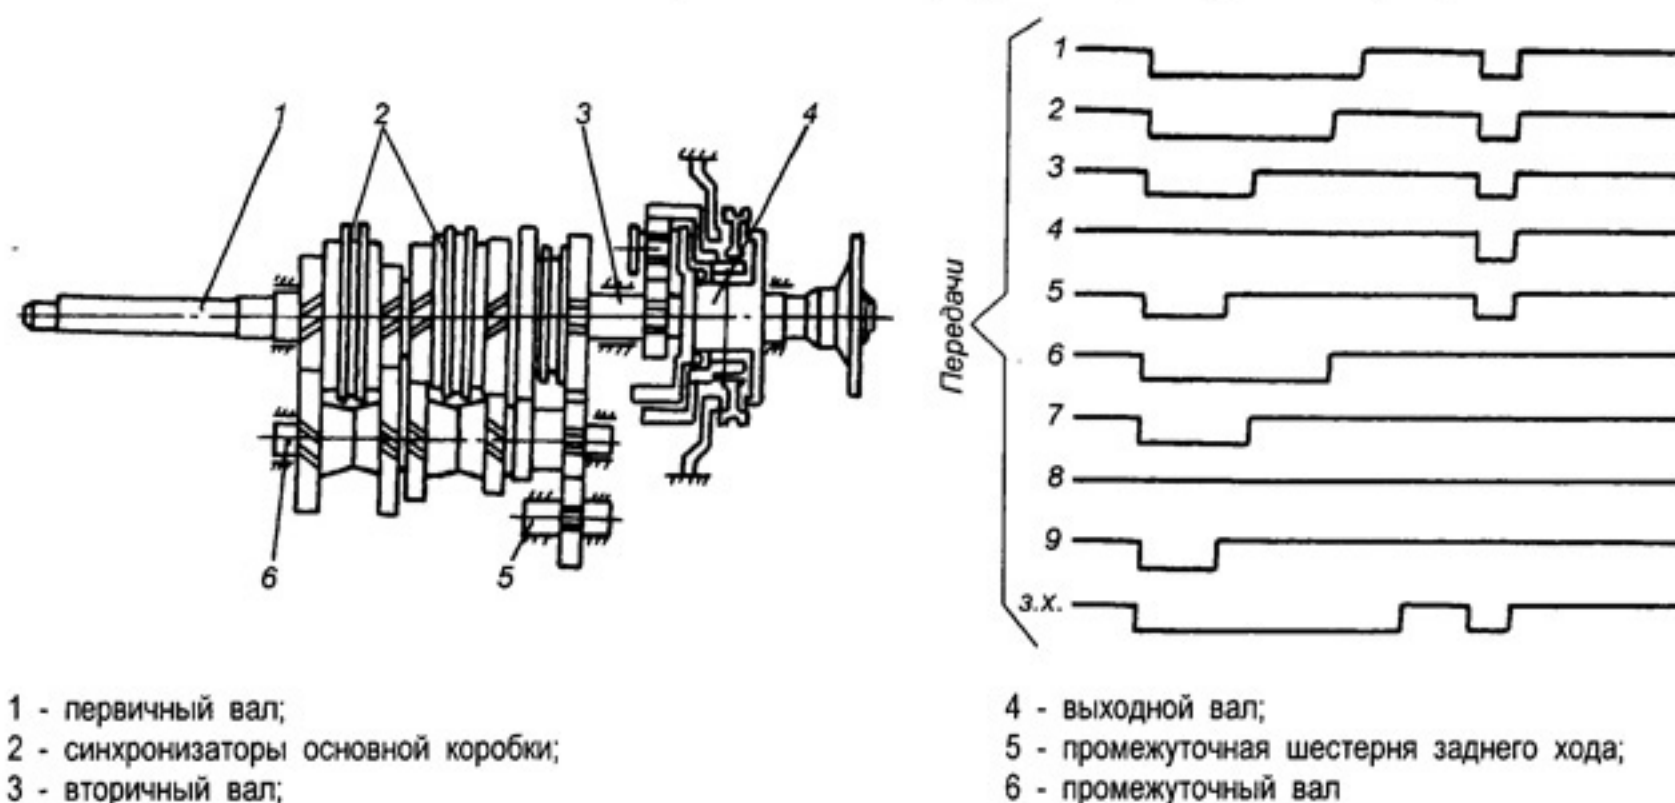 1
2
3
4
5
6
Передачи
1
2
3
4
5
6
7
8
9
з.х.
1 - первичный вал;
2 - синхронизаторы основной коробки;
3 - вторичный вал;
4 - выходной вал;
5 - промежуточная шестерня заднего хода;
6 - промежуточный вал